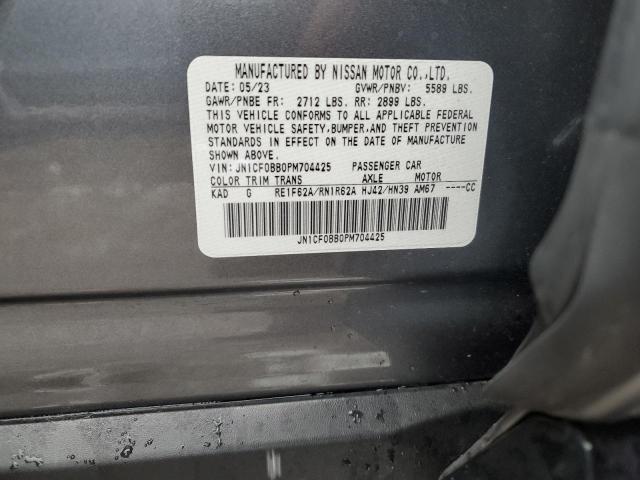 MANUFACTURED BY NISSAN MOTOR CO.,LTD.
DATE: 05/23 GVWR/PNBV: 5589 LBS.
GAWR/PNBE FR: 2712 LBS. RR: 2899 LBS.
THIS VEHICLE CONFORMS TO ALL APPLICABLE FEDERAL
MOTOR VEHICLE SAFETY,BUMPER,AND THEFT PREVENTION
STANDARDS IN EFFECT ON THE DATE OF MANUFACTURE
SHOWN ABOVE.
VIN: JN1CF0BB0PM704425 PASSENGER CAR
COLOR TRIM TRANS AXLE MOTOR
KAD G RE1F62A/RN1R62A HJ42/HN39 AM67 ----CC
JN1CF0BB0PM704425